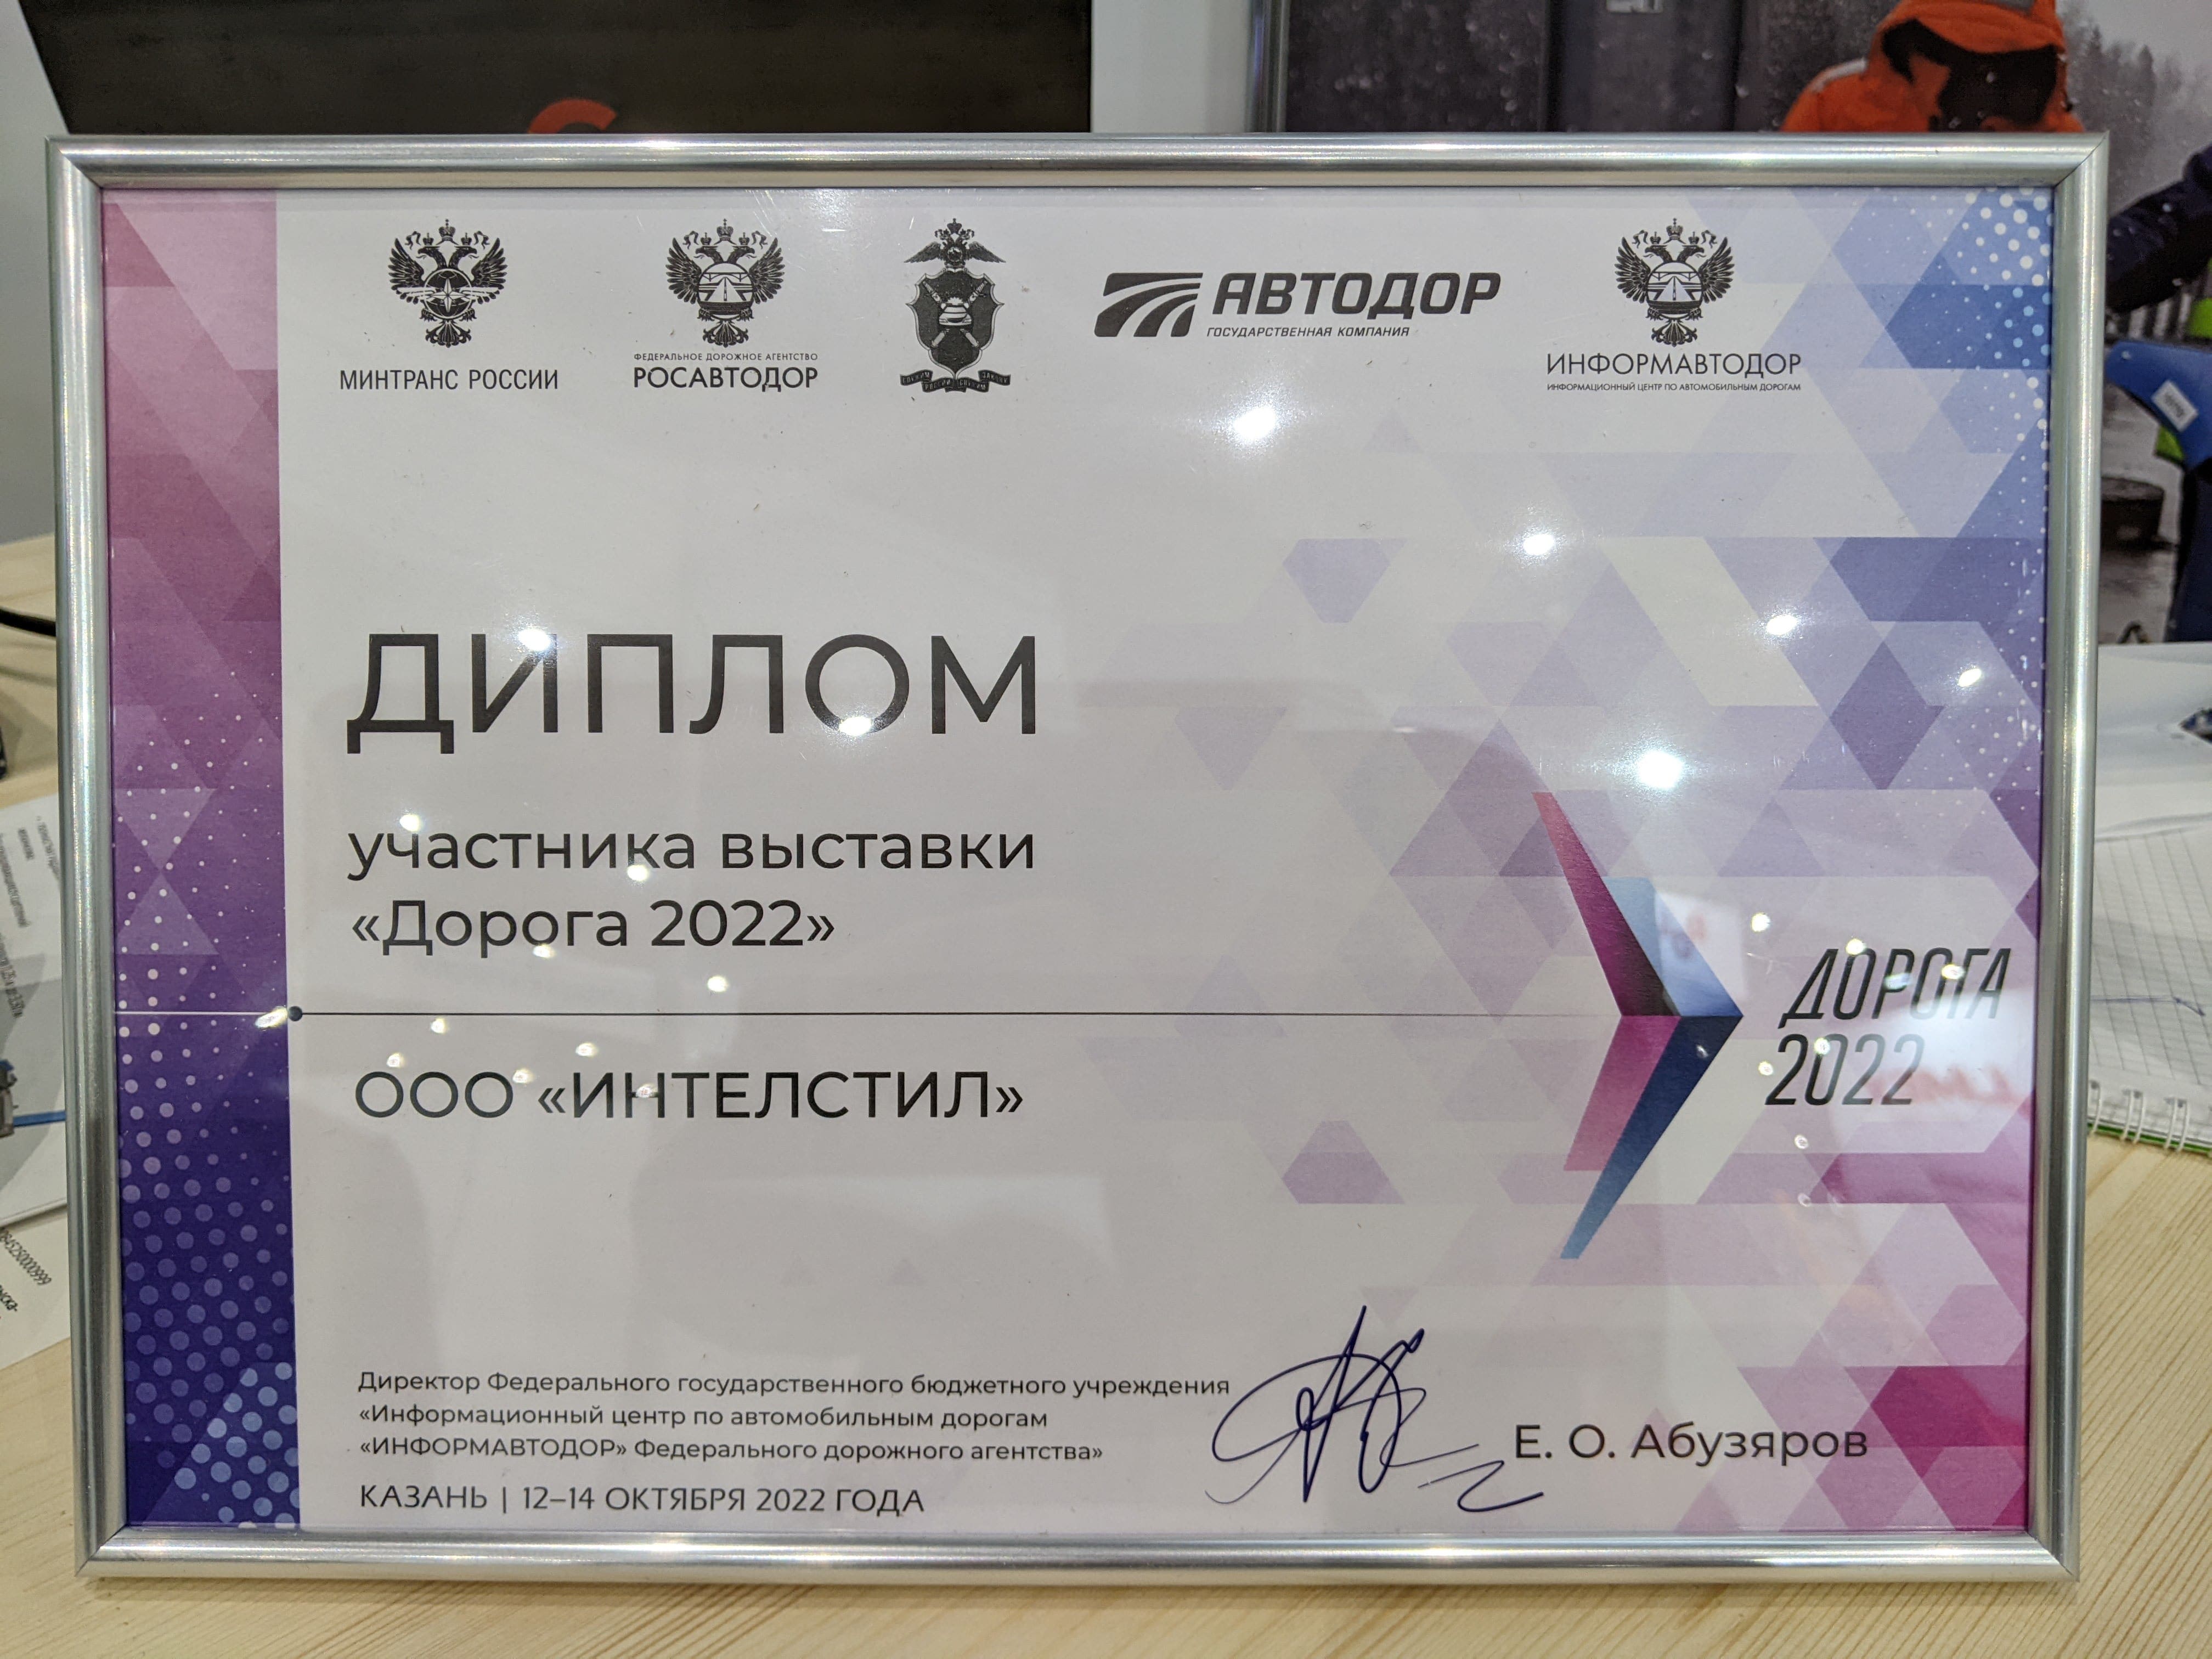 МИНТРАНС РОССИИ
ФЕДЕРАЛЬНОЕ ДОРОЖНОЕ АГЕНТСТВО
РОСАВТОДОР
АВТОДОР
ГОСУДАРСТВЕННАЯ КОМПАНИЯ
ИНФОРМАВТОДОР
ИНФОРМАЦИОННЫЙ ЦЕНТР ПО АВТОМОБИЛЬНЫМ ДОРОГАМ
ДИПЛОМ
участника выставки
«Дорога 2022»
ДОРОГА
2022
ООО «ИНТЕЛСТИЛ»
Директор Федерального государственного бюджетного учреждения
«Информационный центр по автомобильным дорогам
«ИНФОРМАВТОДОР» Федерального дорожного агентства»
Е. О. Абузяров
КАЗАНЬ | 12–14 ОКТЯБРЯ 2022 ГОДА